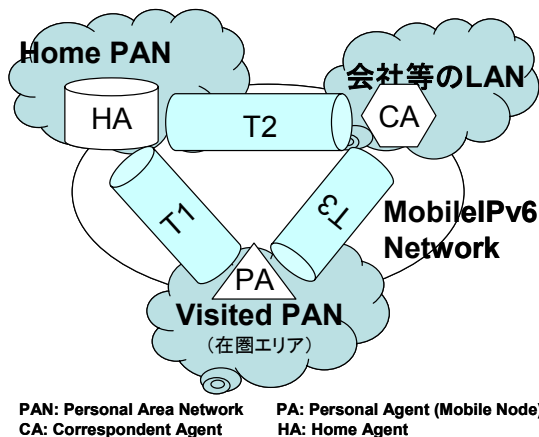 Home PAN
会社等のLAN
HA
T2
CA
T1
T3
MobileIPv6
Network
PA
Visited PAN
(在圏エリア)
PAN: Personal Area Network PA: Personal Agent (Mobile Node)
CA: Correspondent Agent HA: Home Agent